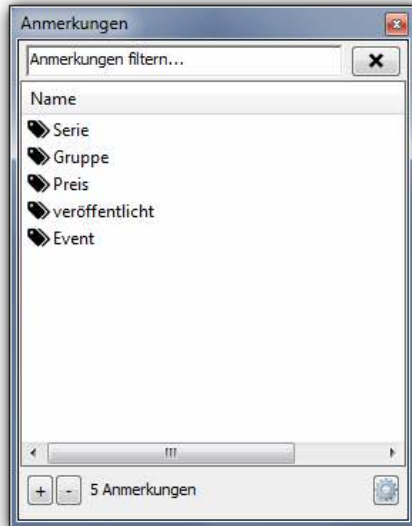 Anmerkungen
Anmerkungen filtern...
Name
Serie
Gruppe
Preis
veröffentlicht
Event
+ - 5 Anmerkungen